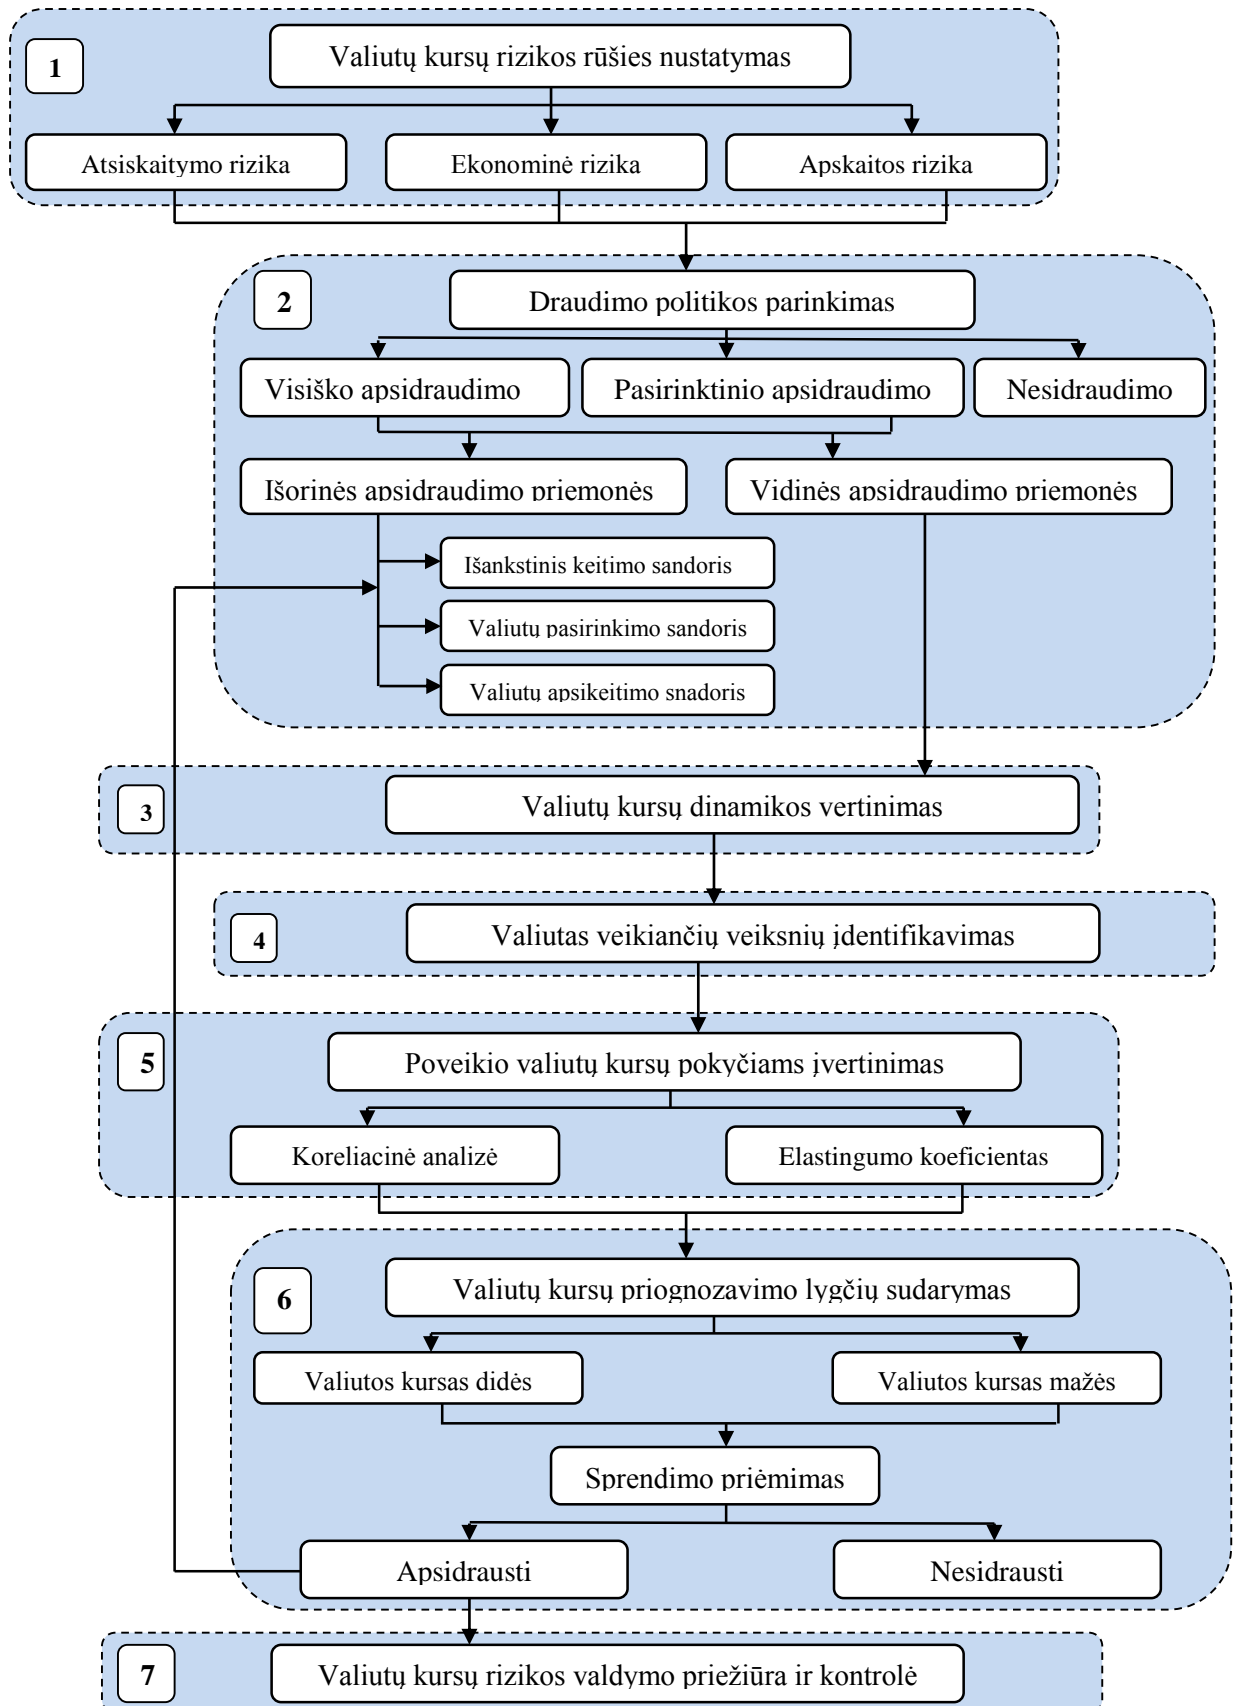 1
Valiutų kursų rizikos rūšies nustatymas
Atsiskaitymo rizika
Ekonominė rizika
Apskaitos rizika
2
Draudimo politikos parinkimas
Visiško apsidraudimo
Pasirinktinio apsidraudimo
Nesidraudimo
Išorinės apsidraudimo priemonės
Vidinės apsidraudimo priemonės
Išankstinis keitimo sandoris
Valiutų pasirinkimo sandoris
Valiutų apsikeitimo snadoris
3
Valiutų kursų dinamikos vertinimas
4
Valiutas veikiančių veiksnių įdentifikavimas
5
Poveikio valiutų kursų pokyčiams įvertinimas
Koreliacinė analizė
Elastingumo koeficientas
6
Valiutų kursų priognozavimo lygčių sudarymas
Valiutos kursas didės
Valiutos kursas mažės
Sprendimo priėmimas
Apsidrausti
Nesidrausti
7
Valiutų kursų rizikos valdymo priežiūra ir kontrolė